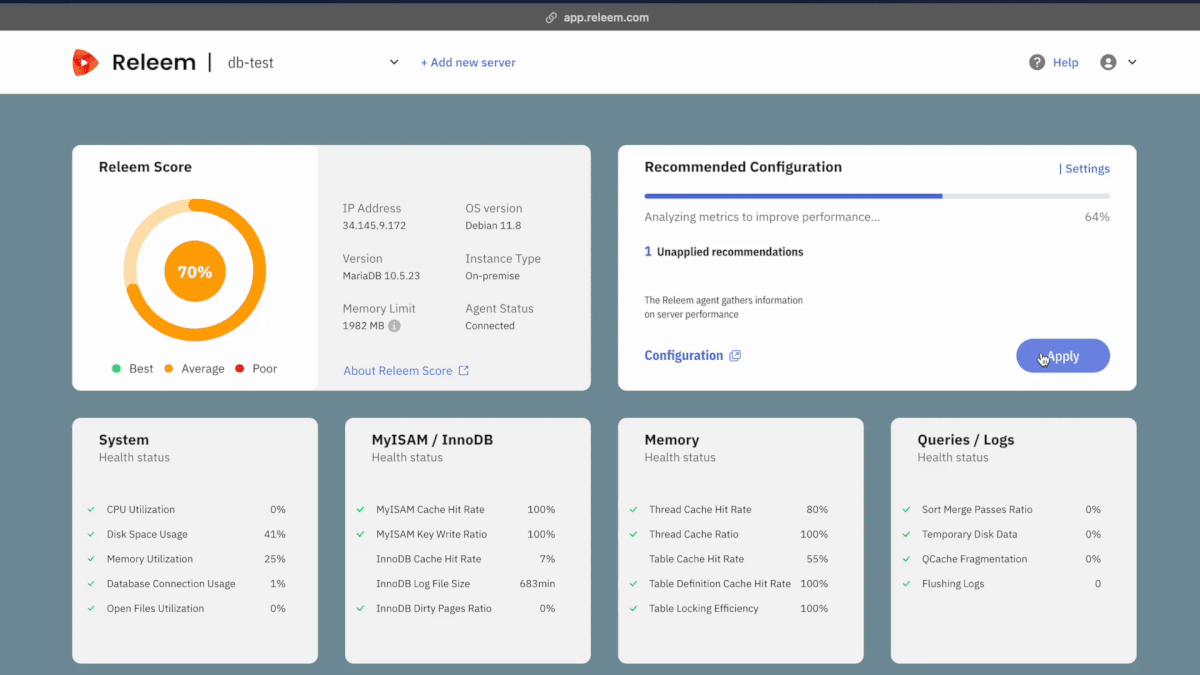 app.releem.com
Releem | db-test
+ Add new server
? Help
Releem Score
70%
Best Average Poor
IP Address
34.145.9.172
OS version
Debian 11.8
Version
MariaDB 10.5.23
Instance Type
On-premise
Memory Limit
1982 MB i
Agent Status
Connected
About Releem Score
Recommended Configuration
| Settings
Analyzing metrics to improve performance... 64%
1 Unapplied recommendations
The Releem agent gathers information
on server performance
Configuration
Apply
System
Health status
CPU Utilization 0%
Disk Space Usage 41%
Memory Utilization 25%
Database Connection Usage 1%
Open Files Utilization 0%
MyISAM / InnoDB
Health status
MyISAM Cache Hit Rate 100%
MyISAM Key Write Ratio 100%
InnoDB Cache Hit Rate 7%
InnoDB Log File Size 683min
InnoDB Dirty Pages Ratio 0%
Memory
Health status
Thread Cache Hit Rate 80%
Thread Cache Ratio 100%
Table Cache Hit Rate 55%
Table Definition Cache Hit Rate 100%
Table Locking Efficiency 100%
Queries / Logs
Health status
Sort Merge Passes Ratio 0%
Temporary Disk Data 0%
QCache Fragmentation 0%
Flushing Logs 0